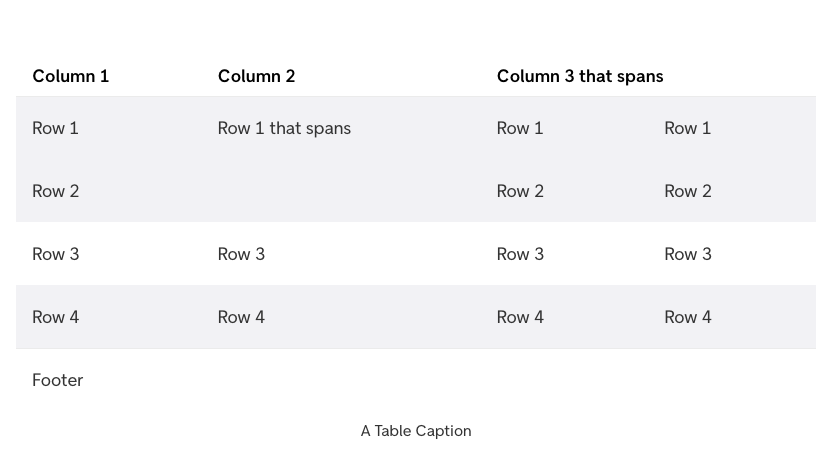 Column 1 Column 2 Column 3 that spans
Row 1 Row 1 that spans Row 1 Row 1
Row 2 Row 2 Row 2
Row 3 Row 3 Row 3 Row 3
Row 4 Row 4 Row 4 Row 4
Footer
A Table Caption